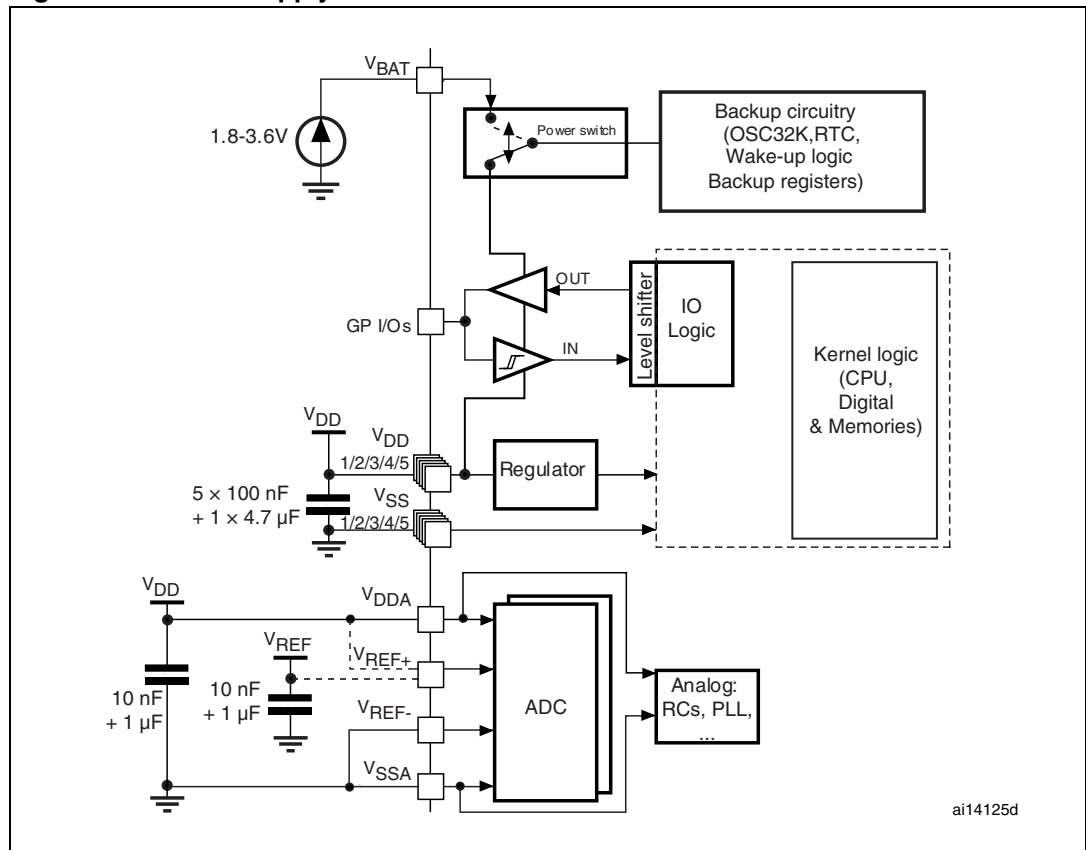 VBAT
1.8-3.6V
Power switch
Backup circuitry
(OSC32K,RTC,
Wake-up logic
Backup registers)
OUT
GP I/Os
IN
Level shifter
IO
Logic
Kernel logic
(CPU,
Digital
& Memories)
VDD
VDD
1/2/3/4/5
Regulator
5 × 100 nF
+ 1 × 4.7 µF
VSS
1/2/3/4/5
VDD
VDDA
VREF
VREF+
10 nF
+ 1 µF
10 nF
+ 1 µF
VREF-
ADC
Analog:
RCs, PLL,
...
VSSA
ai14125d